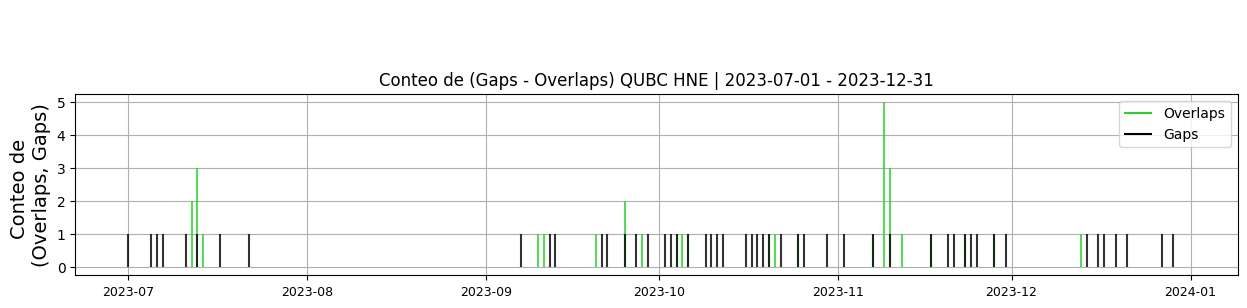 Conteo de (Gaps - Overlaps) QUBC HNE | 2023-07-01 - 2023-12-31
Conteo de
(Overlaps, Gaps)
5
4
3
2
1
0
Overlaps
Gaps
2023-07
2023-08
2023-09
2023-10
2023-11
2023-12
2024-01